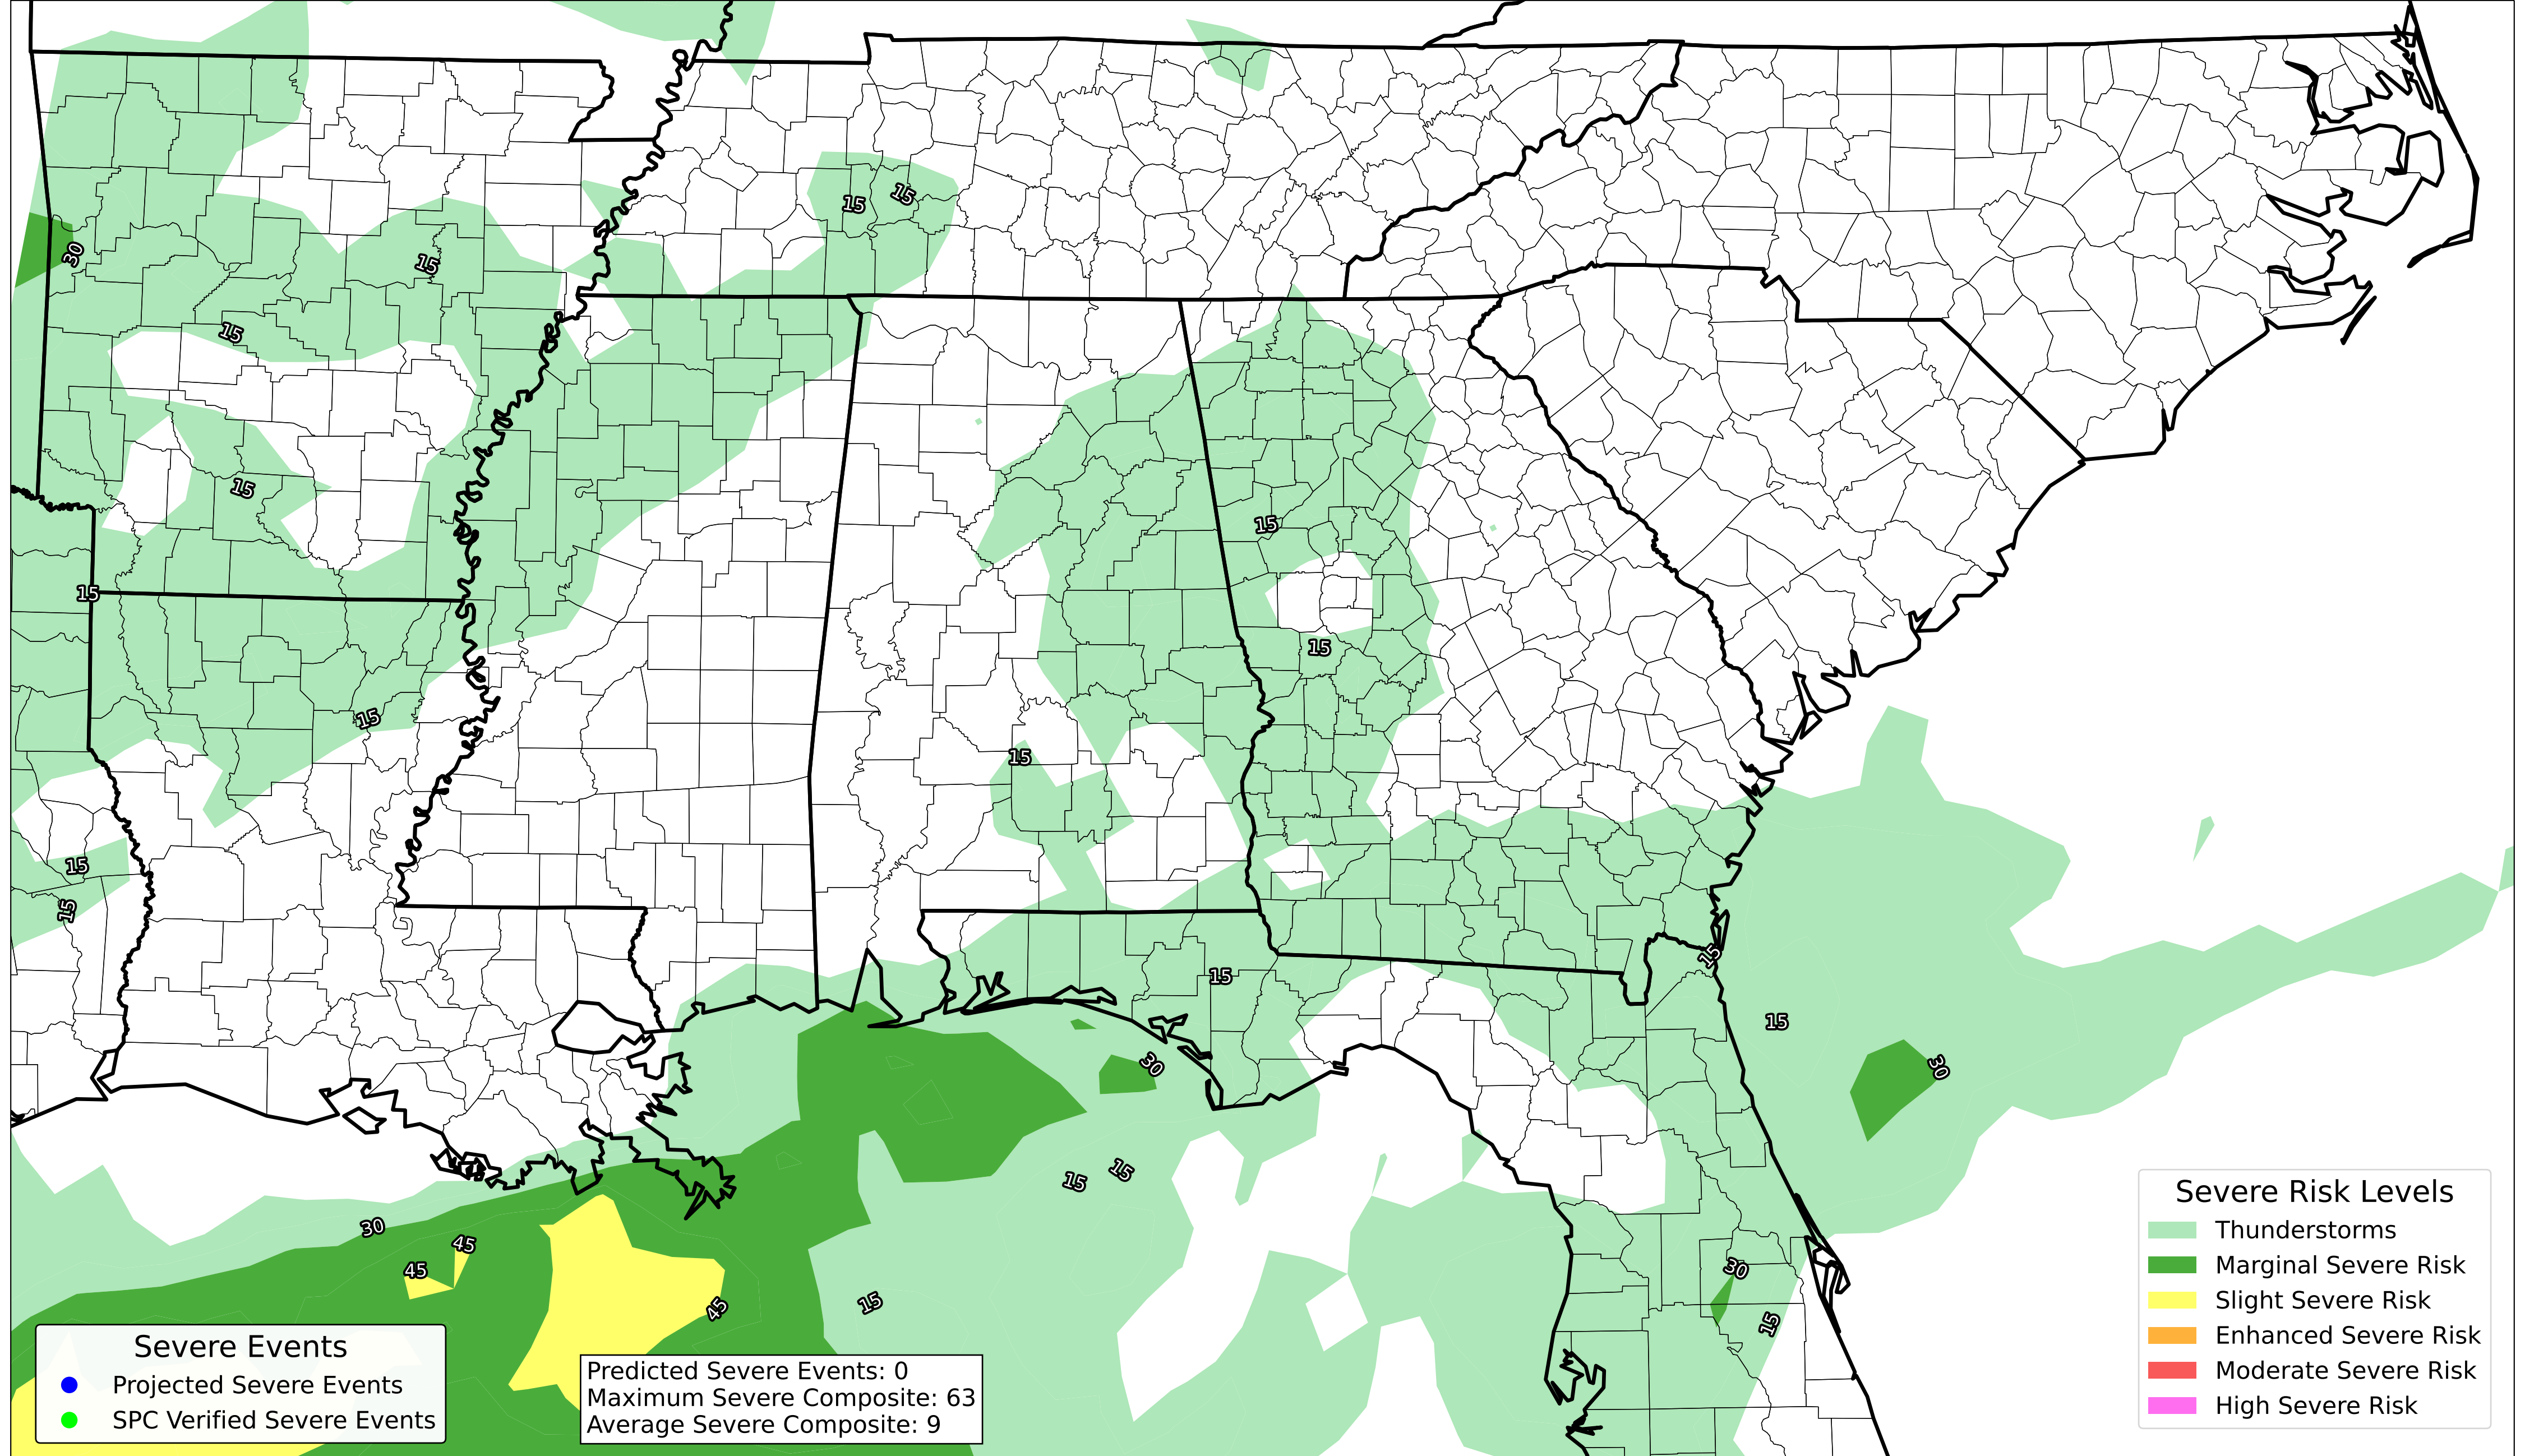 15
15
30
15
15
15
15
15
15
15
15
15
15
15
15
15
30
30
15
15
30
45
45
30
15
45
15
Severe Events
Projected Severe Events
SPC Verified Severe Events
Predicted Severe Events: 0
Maximum Severe Composite: 63
Average Severe Composite: 9
Severe Risk Levels
Thunderstorms
Marginal Severe Risk
Slight Severe Risk
Enhanced Severe Risk
Moderate Severe Risk
High Severe Risk